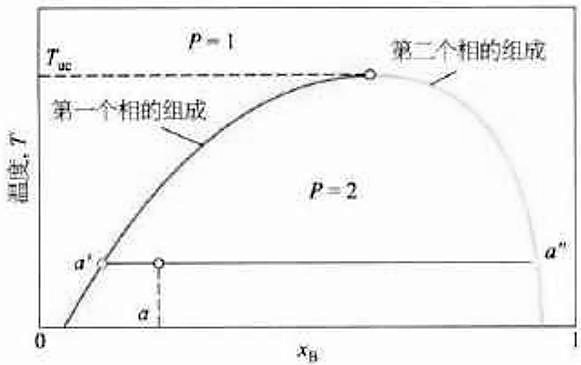 P = 1
第二个相的组成
T_uc
第一个相的组成
温度, T
P = 2
a'
a"
a
0
x_B
1